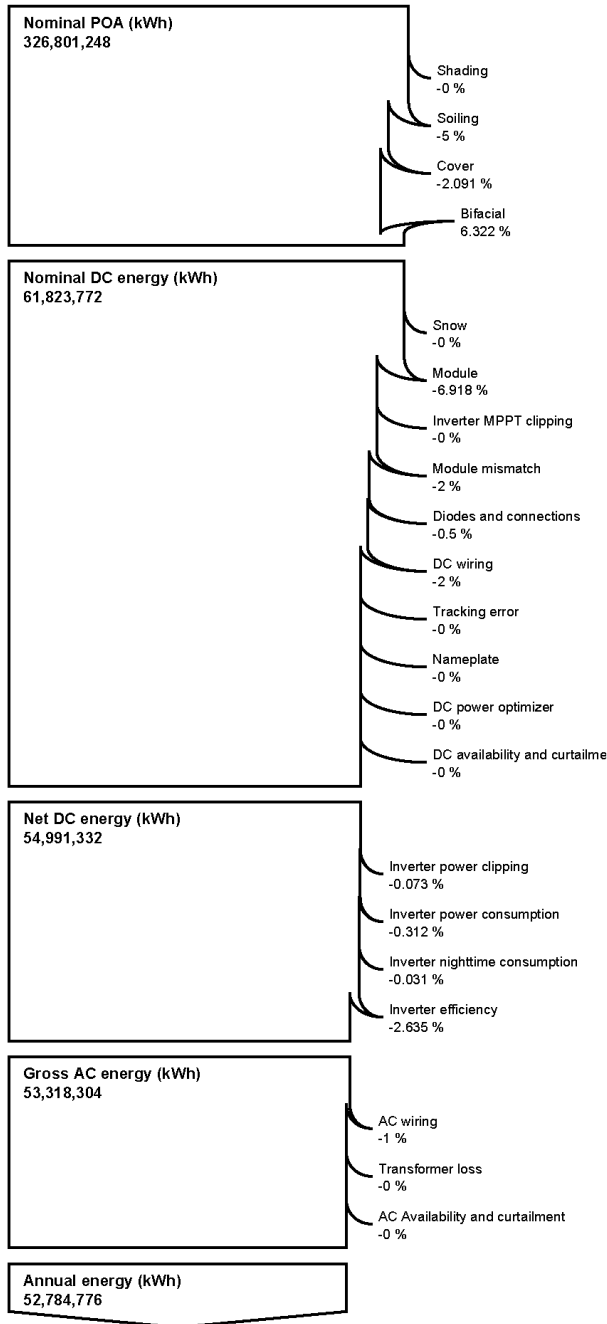 Nominal POA (kWh)
326,801,248
Shading
-0 %
Soiling
-5 %
Cover
-2.091 %
Bifacial
6.322 %
Nominal DC energy (kWh)
61,823,772
Snow
-0 %
Module
-6.918 %
Inverter MPPT clipping
-0 %
Module mismatch
-2 %
Diodes and connections
-0.5 %
DC wiring
-2 %
Tracking error
-0 %
Nameplate
-0 %
DC power optimizer
-0 %
DC availability and curtailme
-0 %
Net DC energy (kWh)
54,991,332
Inverter power clipping
-0.073 %
Inverter power consumption
-0.312 %
Inverter nighttime consumption
-0.031 %
Inverter efficiency
-2.635 %
Gross AC energy (kWh)
53,318,304
AC wiring
-1 %
Transformer loss
-0 %
AC Availability and curtailment
-0 %
Annual energy (kWh)
52,784,776